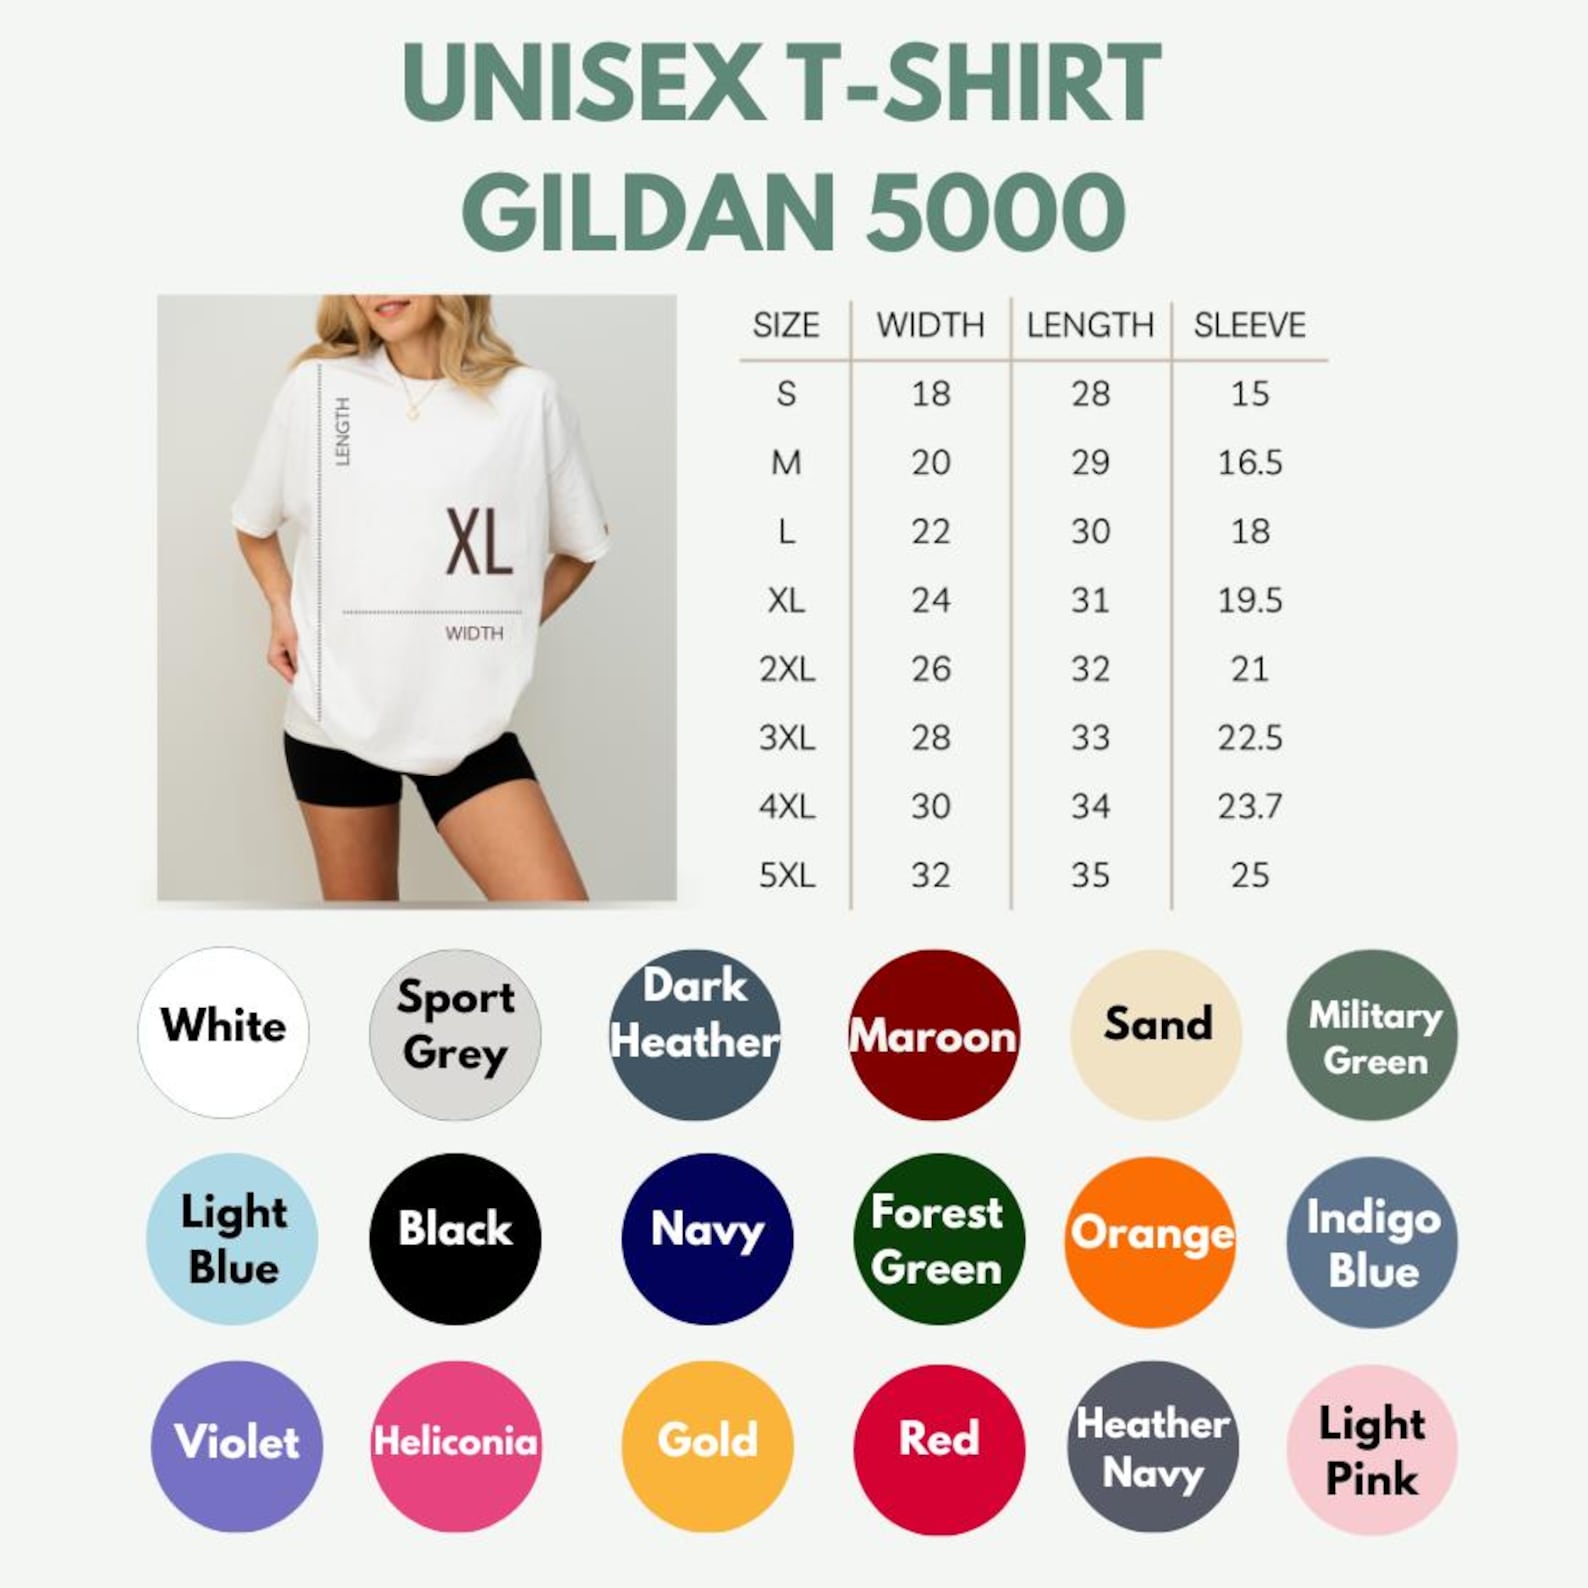 UNISEX T-SHIRT
GILDAN 5000
LENGTH
XL
WIDTH
SIZE WIDTH LENGTH SLEEVE
S 18 28 15
M 20 29 16.5
L 22 30 18
XL 24 31 19.5
2XL 26 32 21
3XL 28 33 22.5
4XL 30 34 23.7
5XL 32 35 25
White
Sport
Grey
Dark
Heather
Maroon
Sand
Military
Green
Light
Blue
Black
Navy
Forest
Green
Orange
Indigo
Blue
Violet
Heliconia
Gold
Red
Heather
Navy
Light
Pink